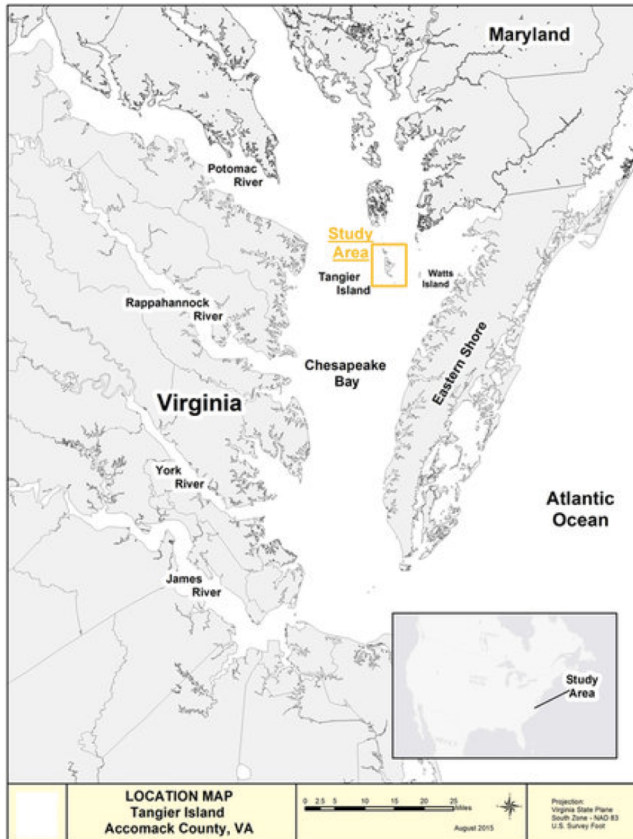 Maryland
Potomac
River
Study
Area
Tangier
Island
Watts
Island
Rappahannock
River
Chesapeake
Bay
Eastern Shore
Virginia
York
River
Atlantic
Ocean
James
River
Study
Area
LOCATION MAP
Tangier Island
Accomack County, VA
0 2.5 5 10 15 20 25
Miles
August 2015
Projection:
Virginia State Plane
South Zone - NAD 83
U.S. Survey Foot